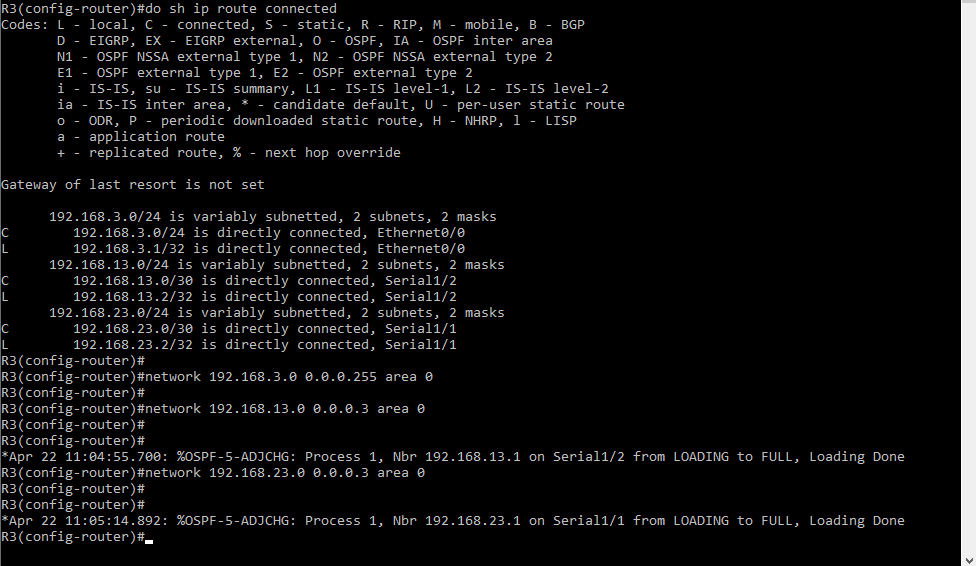 R3(config-router)#do sh ip route connected
Codes: L - local, C - connected, S - static, R - RIP, M - mobile, B - BGP
       D - EIGRP, EX - EIGRP external, O - OSPF, IA - OSPF inter area
       N1 - OSPF NSSA external type 1, N2 - OSPF NSSA external type 2
       E1 - OSPF external type 1, E2 - OSPF external type 2
       i - IS-IS, su - IS-IS summary, L1 - IS-IS level-1, L2 - IS-IS level-2
       ia - IS-IS inter area, * - candidate default, U - per-user static route
       o - ODR, P - periodic downloaded static route, H - NHRP, l - LISP
       a - application route
       + - replicated route, % - next hop override

Gateway of last resort is not set

      192.168.3.0/24 is variably subnetted, 2 subnets, 2 masks
C        192.168.3.0/24 is directly connected, Ethernet0/0
L        192.168.3.1/32 is directly connected, Ethernet0/0
      192.168.13.0/24 is variably subnetted, 2 subnets, 2 masks
C        192.168.13.0/30 is directly connected, Serial1/2
L        192.168.13.2/32 is directly connected, Serial1/2
      192.168.23.0/24 is variably subnetted, 2 subnets, 2 masks
C        192.168.23.0/30 is directly connected, Serial1/1
L        192.168.23.2/32 is directly connected, Serial1/1
R3(config-router)#
R3(config-router)#network 192.168.3.0 0.0.0.255 area 0
R3(config-router)#
R3(config-router)#network 192.168.13.0 0.0.0.3 area 0
R3(config-router)#
R3(config-router)#
*Apr 22 11:04:55.700: %OSPF-5-ADJCHG: Process 1, Nbr 192.168.13.1 on Serial1/2 from LOADING to FULL, Loading Done
R3(config-router)#network 192.168.23.0 0.0.0.3 area 0
R3(config-router)#
R3(config-router)#
*Apr 22 11:05:14.892: %OSPF-5-ADJCHG: Process 1, Nbr 192.168.23.1 on Serial1/1 from LOADING to FULL, Loading Done
R3(config-router)#